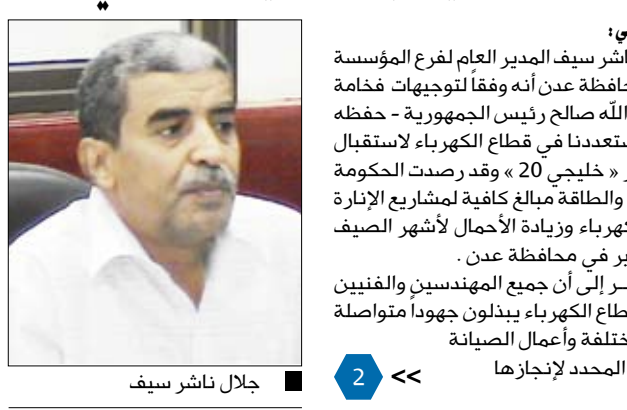 ي :
اشر سيف المدير العام لفرع المؤسسة
حافظة عدن أنه وفقاً لتوجيهات فخامة
الله صالح رئيس الجمهورية - حفظه
ستعددنا في قطاع الكهرباء لاستقبال
ر « خليجي 20 » وقد رصدت الحكومة
والطاقة مبالغ كافية لمشاريع الإنارة
كهرباء وزيادة الأحمال لأشهر الصيف
ير في محافظة عدن .
ـر إلى أن جميع المهندسين والفنيين
طاع الكهرباء يبذلون جهوداً متواصلة
ختلفة وأعمال الصيانة
المحدد لإنجازها >> 2
جلال ناشر سيف